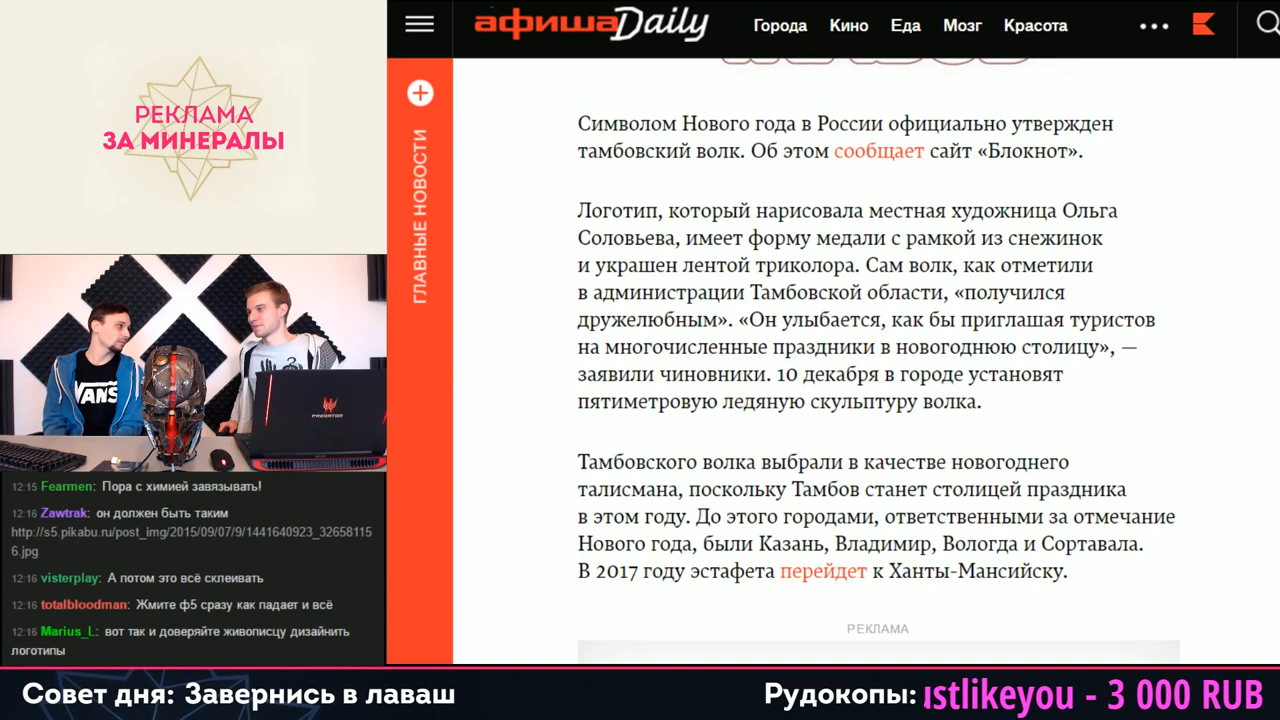 РЕКЛАМА
ЗА МИНЕРАЛЫ
VANS
PREDATOR
12:15 Fearmen: Пора с химией завязывать!
12:16 Zawtrak: он должен быть таким
http://s5.pikabu.ru/post_img/2015/09/07/9/1441640923_32658115
6.jpg
12:16 visterplay: А потом это всё склеивать
12:16 totalbloodman: Жмите ф5 сразу как падает и всё
12:16 Marius_L: вот так и доверяйте живописцу дизайнить
логотипы
афишаDaily
Города Кино Еда Мозг Красота
ГЛАВНЫЕ НОВОСТИ
Символом Нового года в России официально утвержден
тамбовский волк. Об этом сообщает сайт «Блокнот».
Логотип, который нарисовала местная художница Ольга
Соловьева, имеет форму медали с рамкой из снежинок
и украшен лентой триколора. Сам волк, как отметили
в администрации Тамбовской области, «получился
дружелюбным». «Он улыбается, как бы приглашая туристов
на многочисленные праздники в новогоднюю столицу», —
заявили чиновники. 10 декабря в городе установят
пятиметровую ледяную скульптуру волка.
Тамбовского волка выбрали в качестве новогоднего
талисмана, поскольку Тамбов станет столицей праздника
в этом году. До этого городами, ответственными за отмечание
Нового года, были Казань, Владимир, Вологда и Сортавала.
В 2017 году эстафета перейдет к Ханты-Мансийску.
РЕКЛАМА
Совет дня: Завернись в лаваш
Рудокопы: ustlikeyou - 3 000 RUB